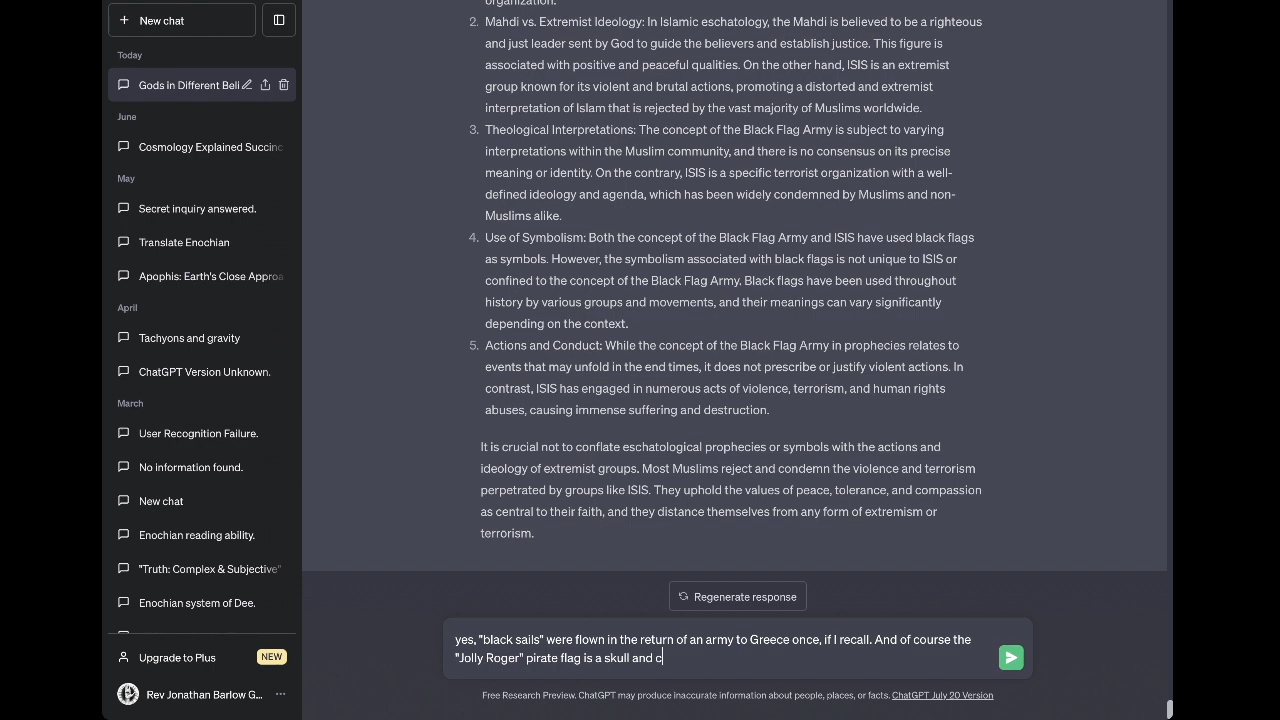 New chat
Today
Gods in Different Beli
June
Cosmology Explained Succinc
May
Secret inquiry answered.
Translate Enochian
Apophis: Earth's Close Approa
April
Tachyons and gravity
ChatGPT Version Unknown.
March
User Recognition Failure.
No information found.
New chat
Enochian reading ability.
"Truth: Complex & Subjective"
Enochian system of Dee.
Upgrade to Plus NEW
Rev Jonathan Barlow G...
organization.
2. Mahdi vs. Extremist Ideology: In Islamic eschatology, the Mahdi is believed to be a righteous
and just leader sent by God to guide the believers and establish justice. This figure is
associated with positive and peaceful qualities. On the other hand, ISIS is an extremist
group known for its violent and brutal actions, promoting a distorted and extremist
interpretation of Islam that is rejected by the vast majority of Muslims worldwide.
3. Theological Interpretations: The concept of the Black Flag Army is subject to varying
interpretations within the Muslim community, and there is no consensus on its precise
meaning or identity. On the contrary, ISIS is a specific terrorist organization with a well-
defined ideology and agenda, which has been widely condemned by Muslims and non-
Muslims alike.
4. Use of Symbolism: Both the concept of the Black Flag Army and ISIS have used black flags
as symbols. However, the symbolism associated with black flags is not unique to ISIS or
confined to the concept of the Black Flag Army. Black flags have been used throughout
history by various groups and movements, and their meanings can vary significantly
depending on the context.
5. Actions and Conduct: While the concept of the Black Flag Army in prophecies relates to
events that may unfold in the end times, it does not prescribe or justify violent actions. In
contrast, ISIS has engaged in numerous acts of violence, terrorism, and human rights
abuses, causing immense suffering and destruction.
It is crucial not to conflate eschatological prophecies or symbols with the actions and
ideology of extremist groups. Most Muslims reject and condemn the violence and terrorism
perpetrated by groups like ISIS. They uphold the values of peace, tolerance, and compassion
as central to their faith, and they distance themselves from any form of extremism or
terrorism.
Regenerate response
yes, "black sails" were flown in the return of an army to Greece once, if I recall. And of course the
"Jolly Roger" pirate flag is a skull and c
Free Research Preview. ChatGPT may produce inaccurate information about people, places, or facts. ChatGPT July 20 Version